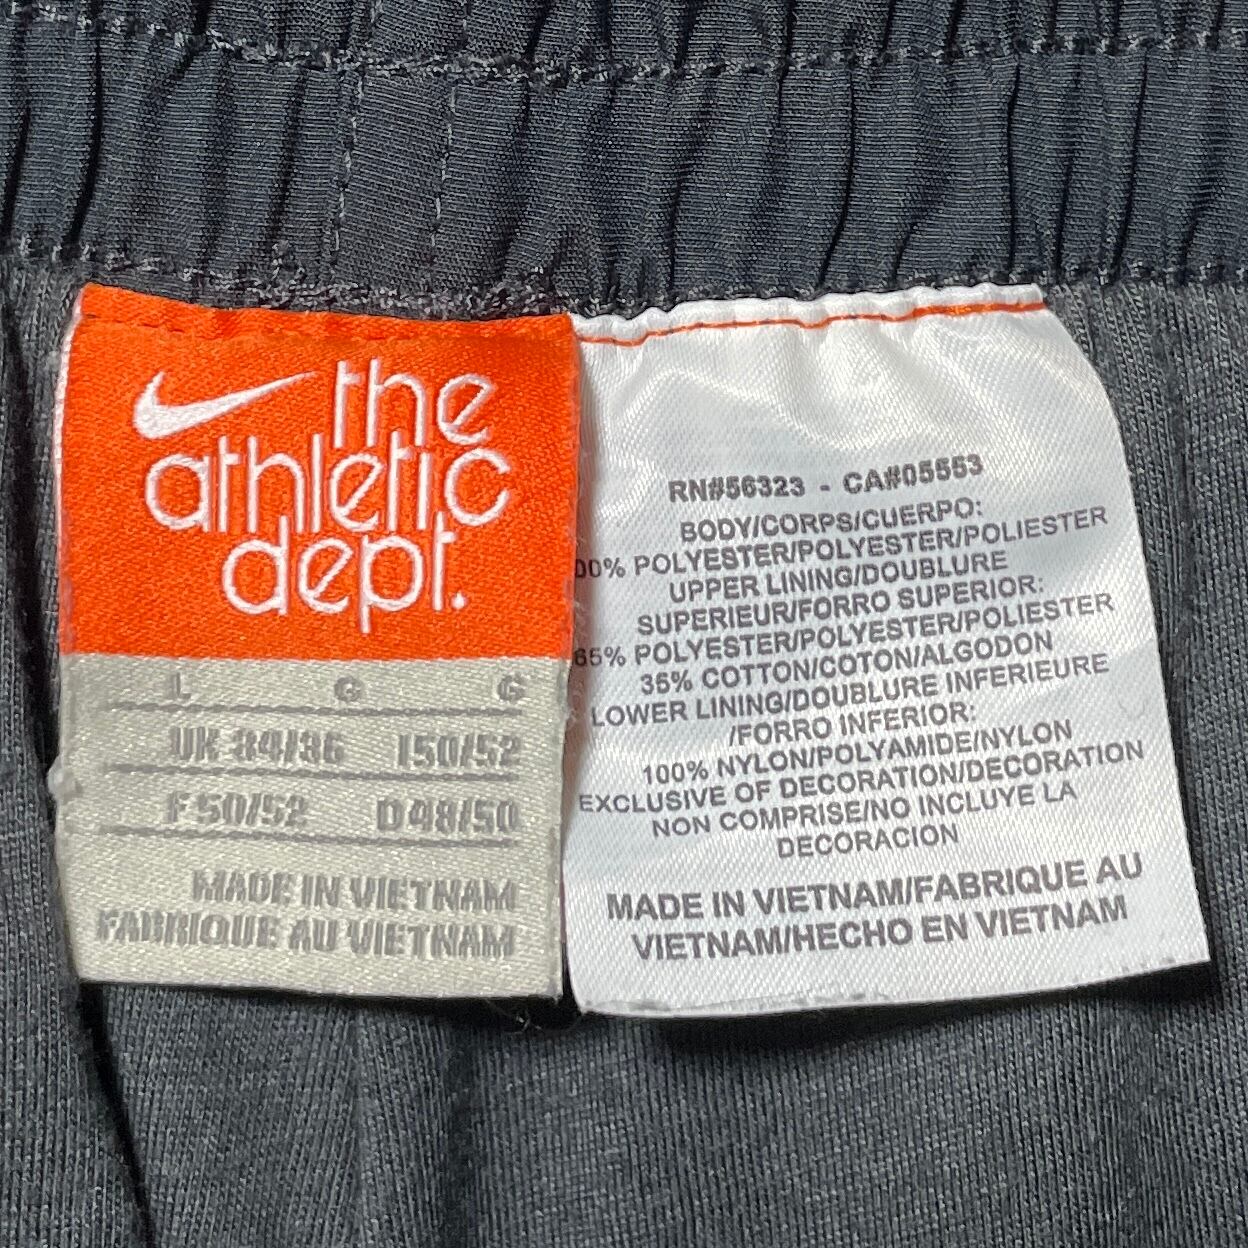 the
athletic
dept.
L G G
UK 34/36 I50/52
F50/52 D48/50
MADE IN VIETNAM
FABRIQUE AU VIETNAM
RN#56323 - CA#05553
BODY/CORPS/CUERPO:
00% POLYESTER/POLYESTER/POLIESTER
UPPER LINING/DOUBLURE
SUPERIEUR/FORRO SUPERIOR:
65% POLYESTER/POLYESTER/POLIESTER
35% COTTON/COTON/ALGODON
LOWER LINING/DOUBLURE INFERIEURE
/FORRO INFERIOR:
100% NYLON/POLYAMIDE/NYLON
EXCLUSIVE OF DECORATION/DECORATION
NON COMPRISE/NO INCLUYE LA
DECORACION
MADE IN VIETNAM/FABRIQUE AU
VIETNAM/HECHO EN VIETNAM